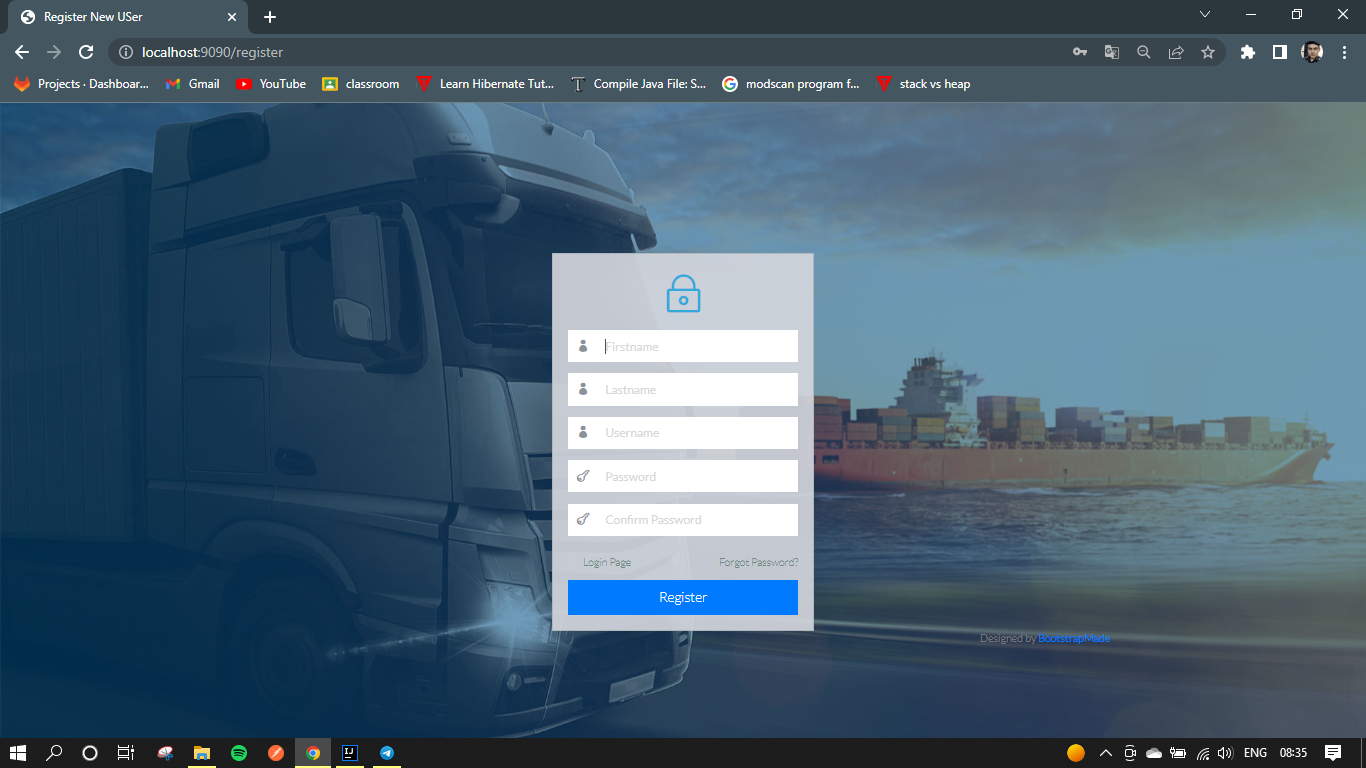 Register New USer
localhost:9090/register
Projects · Dashboar... Gmail YouTube classroom Learn Hibernate Tut... Compile Java File: S... modscan program f... stack vs heap
Firstname
Lastname
Username
Password
Confirm Password
Login Page Forgot Password?
Register
Designed by BootstrapMade
ENG 08:35